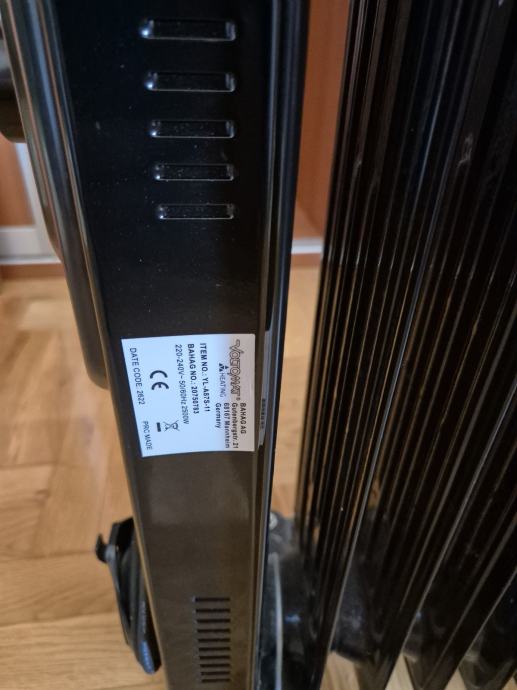 VOLTOMAT®
HEATING
BAHAG AG
Gutenbergstr. 21
68167 Mannheim
Germany
ITEM NO.: YL-A67S-11
BAHAG NO.: 20750793
220-240V~ 50/60Hz 2500W
CE
DATE CODE: 2622
PRC MADE